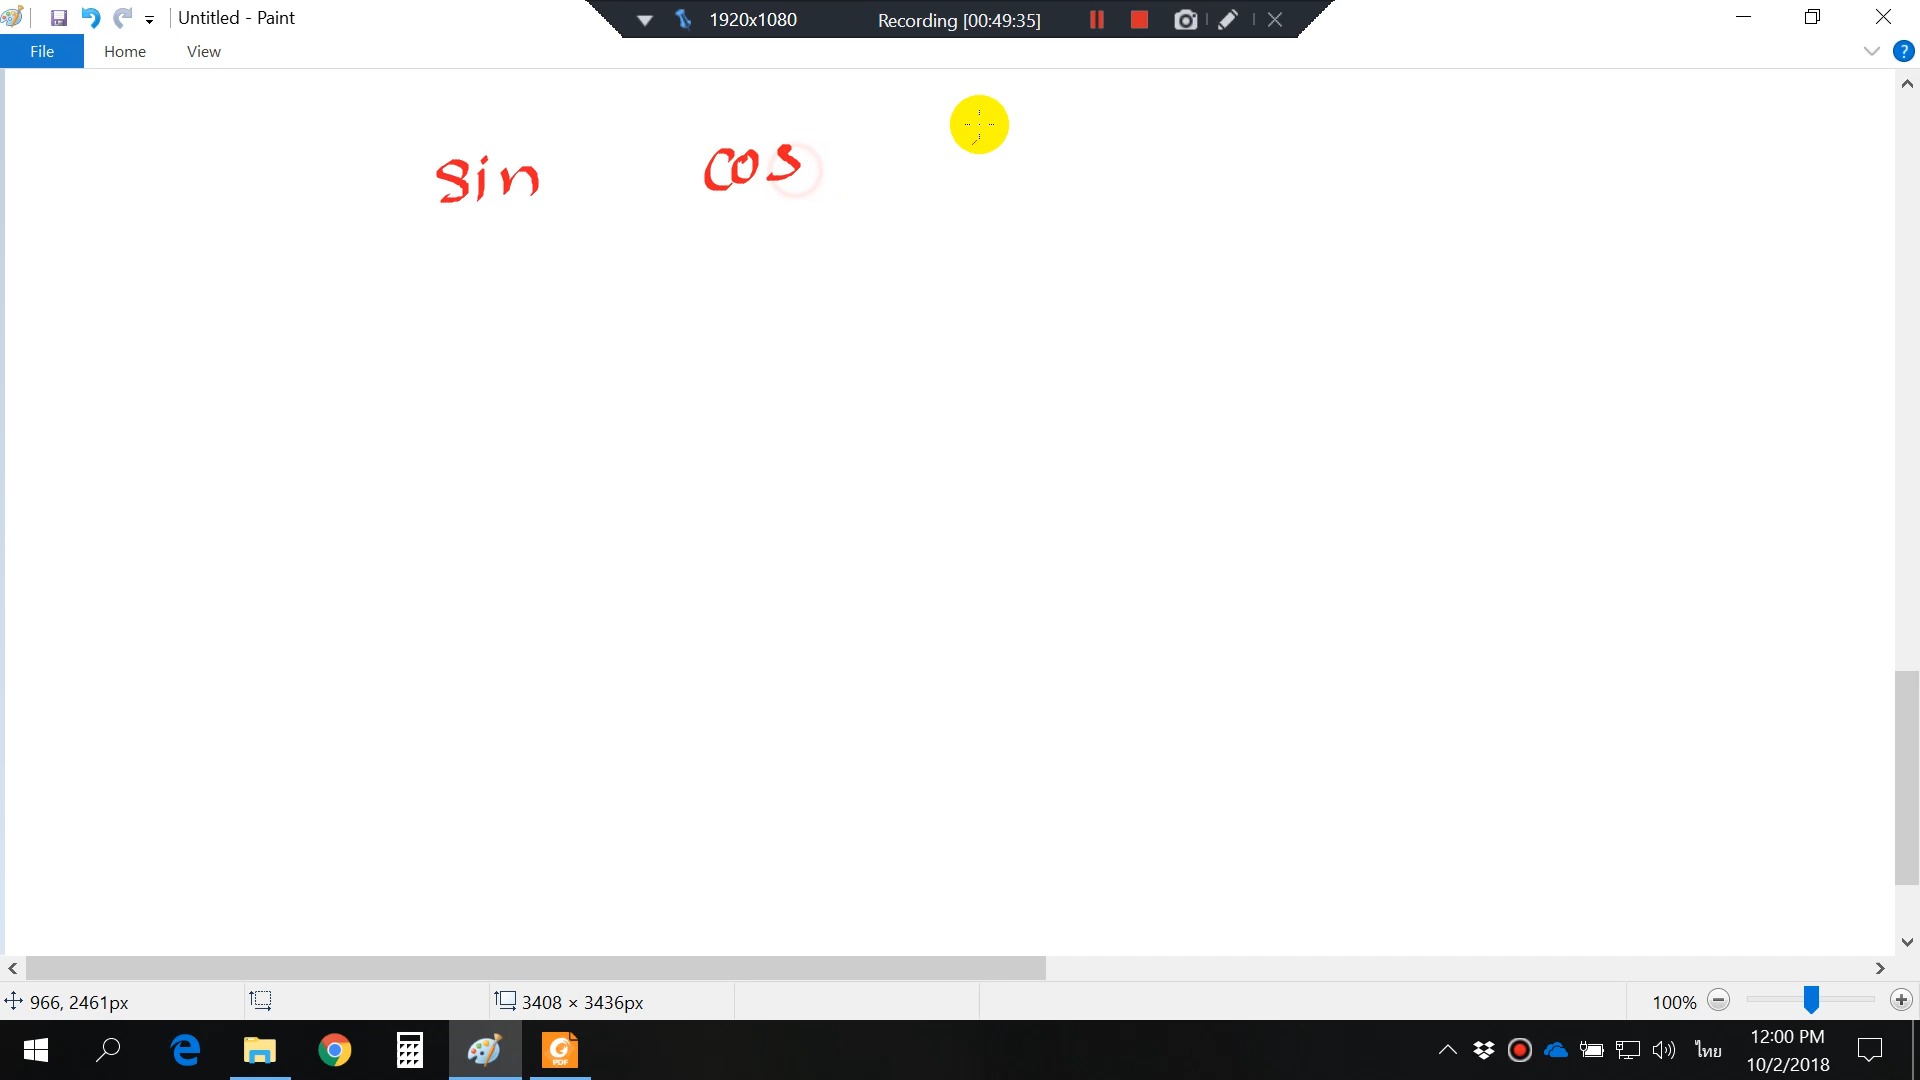 Untitled - Paint
1920x1080 Recording [00:49:35]
File Home View
?
sin cos
966, 2461px 3408 × 3436px 100%
PDF
ไทย
12:00 PM
10/2/2018